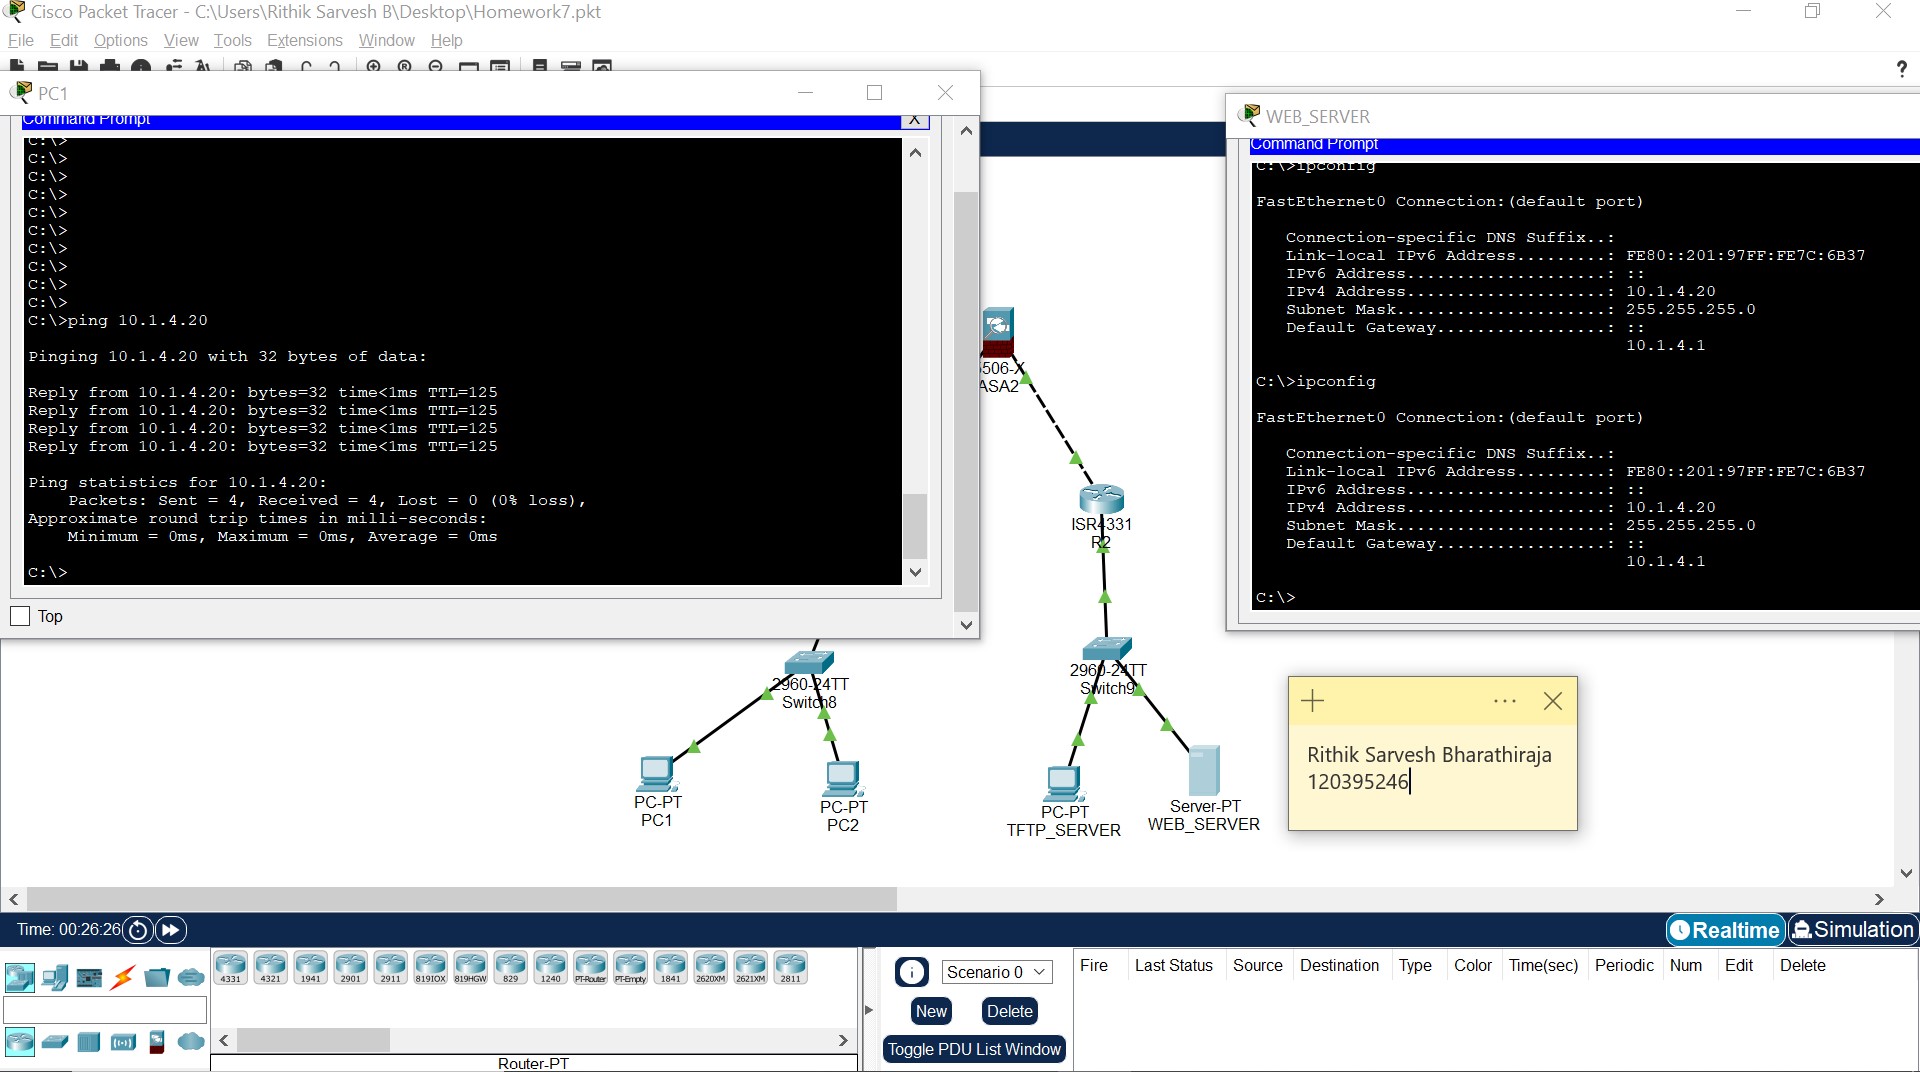 Cisco Packet Tracer - C:\Users\Rithik Sarvesh B\Desktop\Homework7.pkt
File Edit Options View Tools Extensions Window Help
?
PC1
Command Prompt
X
C:\>
C:\>
C:\>
C:\>
C:\>
C:\>
C:\>
C:\>
C:\>
C:\>
C:\>ping 10.1.4.20
Pinging 10.1.4.20 with 32 bytes of data:
Reply from 10.1.4.20: bytes=32 time<1ms TTL=125
Reply from 10.1.4.20: bytes=32 time<1ms TTL=125
Reply from 10.1.4.20: bytes=32 time<1ms TTL=125
Reply from 10.1.4.20: bytes=32 time<1ms TTL=125
Ping statistics for 10.1.4.20:
Packets: Sent = 4, Received = 4, Lost = 0 (0% loss),
Approximate round trip times in milli-seconds:
Minimum = 0ms, Maximum = 0ms, Average = 0ms
C:\>
Top
WEB_SERVER
Command Prompt
C:\>ipconfig
FastEthernet0 Connection:(default port)
Connection-specific DNS Suffix..:
Link-local IPv6 Address.........: FE80::201:97FF:FE7C:6B37
IPv6 Address....................: ::
IPv4 Address....................: 10.1.4.20
Subnet Mask.....................: 255.255.255.0
Default Gateway.................: ::
10.1.4.1
C:\>ipconfig
FastEthernet0 Connection:(default port)
Connection-specific DNS Suffix..:
Link-local IPv6 Address.........: FE80::201:97FF:FE7C:6B37
IPv6 Address....................: ::
IPv4 Address....................: 10.1.4.20
Subnet Mask.....................: 255.255.255.0
Default Gateway.................: ::
10.1.4.1
C:\>
5506-X
ASA2
ISR4331
R2
2960-24TT
Switch8
2960-24TT
Switch9
PC-PT
PC1
PC-PT
PC2
PC-PT
TFTP_SERVER
Server-PT
WEB_SERVER
Rithik Sarvesh Bharathiraja
120395246
Time: 00:26:26
Realtime
Simulation
4331 4321 1941 2901 2911 819IOX 819HGW 829 1240 PT-Router PT-Empty 1841 2620XM 2621XM 2811
Router-PT
Scenario 0
New Delete
Toggle PDU List Window
Fire Last Status Source Destination Type Color Time(sec) Periodic Num Edit Delete